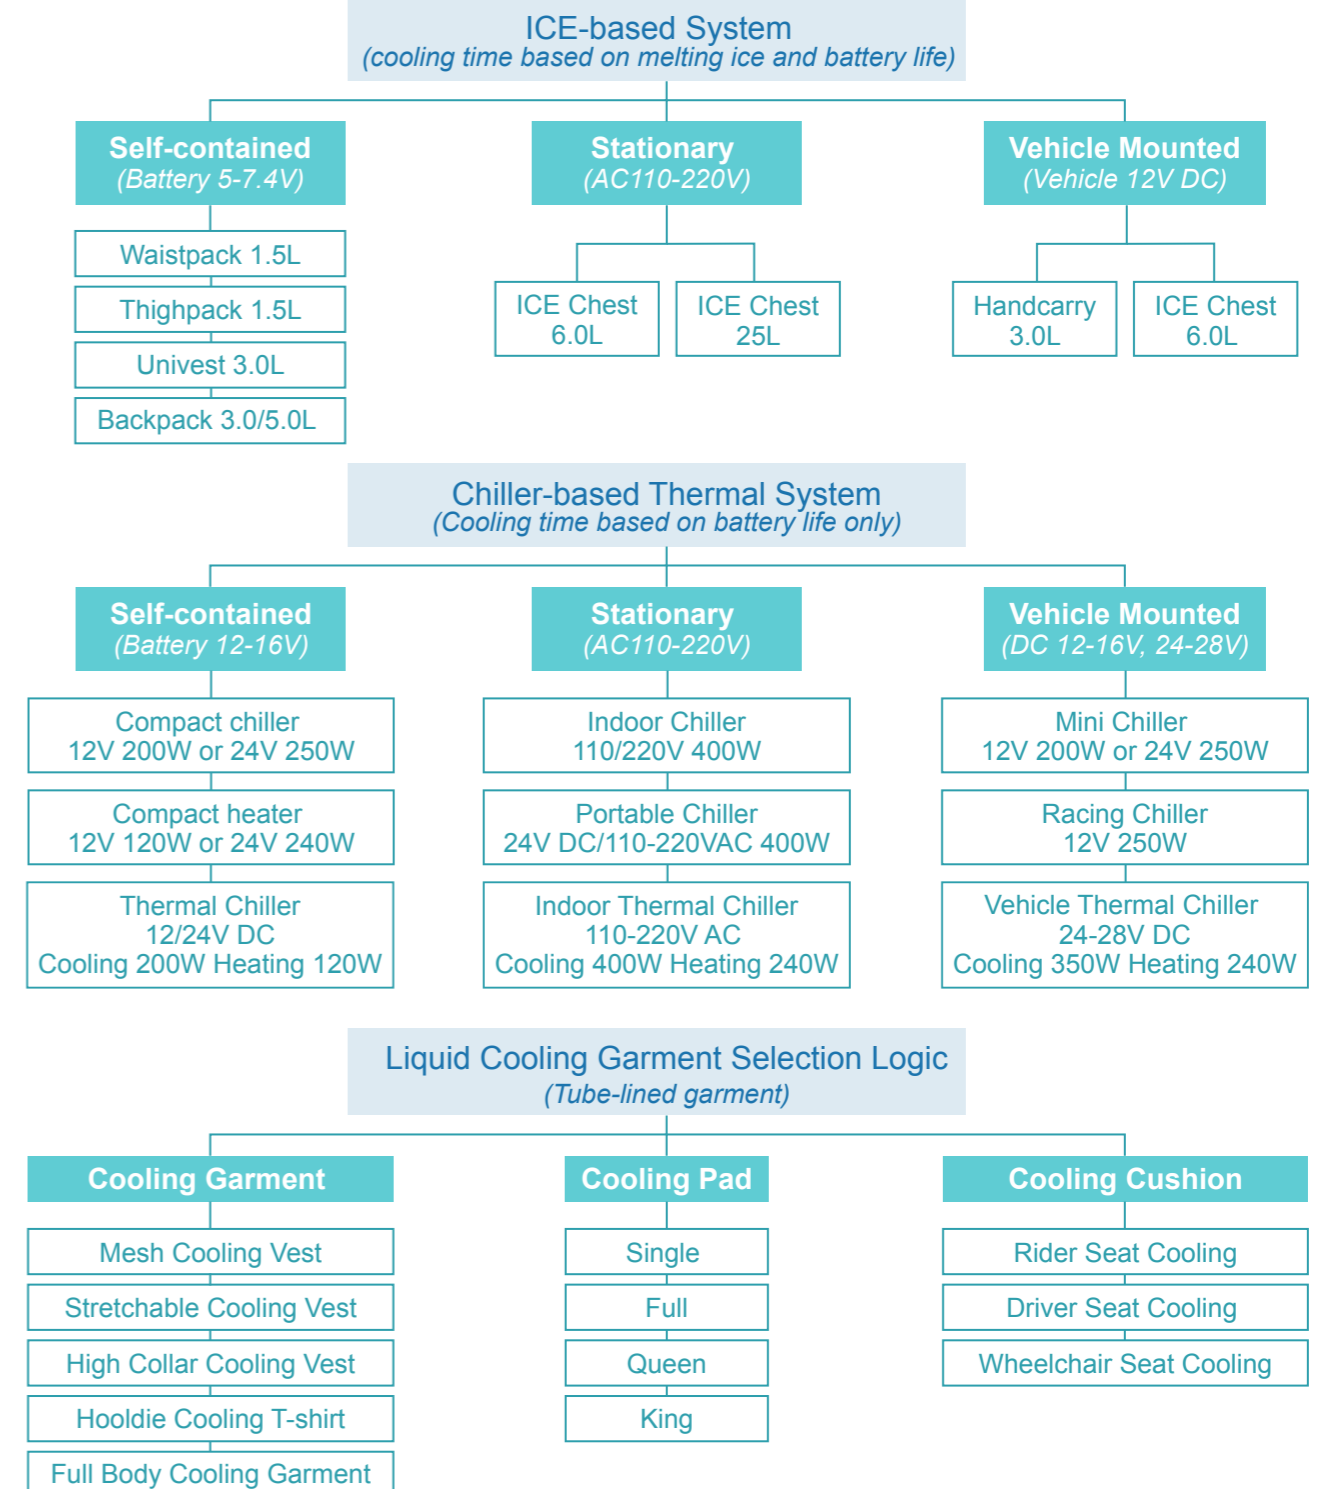 ICE-based System
(cooling time based on melting ice and battery life)
Self-contained
(Battery 5-7.4V)
Waistpack 1.5L
Thighpack 1.5L
Univest 3.0L
Backpack 3.0/5.0L
Stationary
(AC110-220V)
ICE Chest
6.0L
ICE Chest
25L
Vehicle Mounted
(Vehicle 12V DC)
Handcarry
3.0L
ICE Chest
6.0L
Chiller-based Thermal System
(Cooling time based on battery life only)
Self-contained
(Battery 12-16V)
Compact chiller
12V 200W or 24V 250W
Compact heater
12V 120W or 24V 240W
Thermal Chiller
12/24V DC
Cooling 200W Heating 120W
Stationary
(AC110-220V)
Indoor Chiller
110/220V 400W
Portable Chiller
24V DC/110-220VAC 400W
Indoor Thermal Chiller
110-220V AC
Cooling 400W Heating 240W
Vehicle Mounted
(DC 12-16V, 24-28V)
Mini Chiller
12V 200W or 24V 250W
Racing Chiller
12V 250W
Vehicle Thermal Chiller
24-28V DC
Cooling 350W Heating 240W
Liquid Cooling Garment Selection Logic
(Tube-lined garment)
Cooling Garment
Mesh Cooling Vest
Stretchable Cooling Vest
High Collar Cooling Vest
Hooldie Cooling T-shirt
Full Body Cooling Garment
Cooling Pad
Single
Full
Queen
King
Cooling Cushion
Rider Seat Cooling
Driver Seat Cooling
Wheelchair Seat Cooling